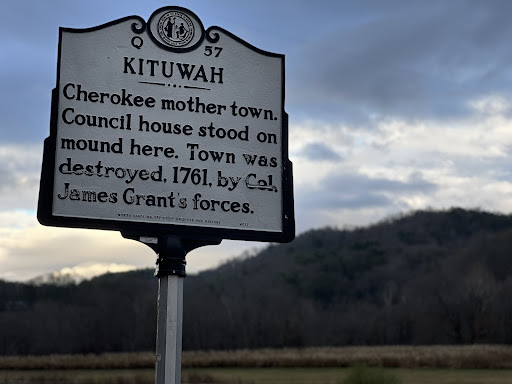 Q 57
KITUWAH
Cherokee mother town.
Council house stood on
mound here. Town was
destroyed, 1761, by Col.
James Grant's forces.